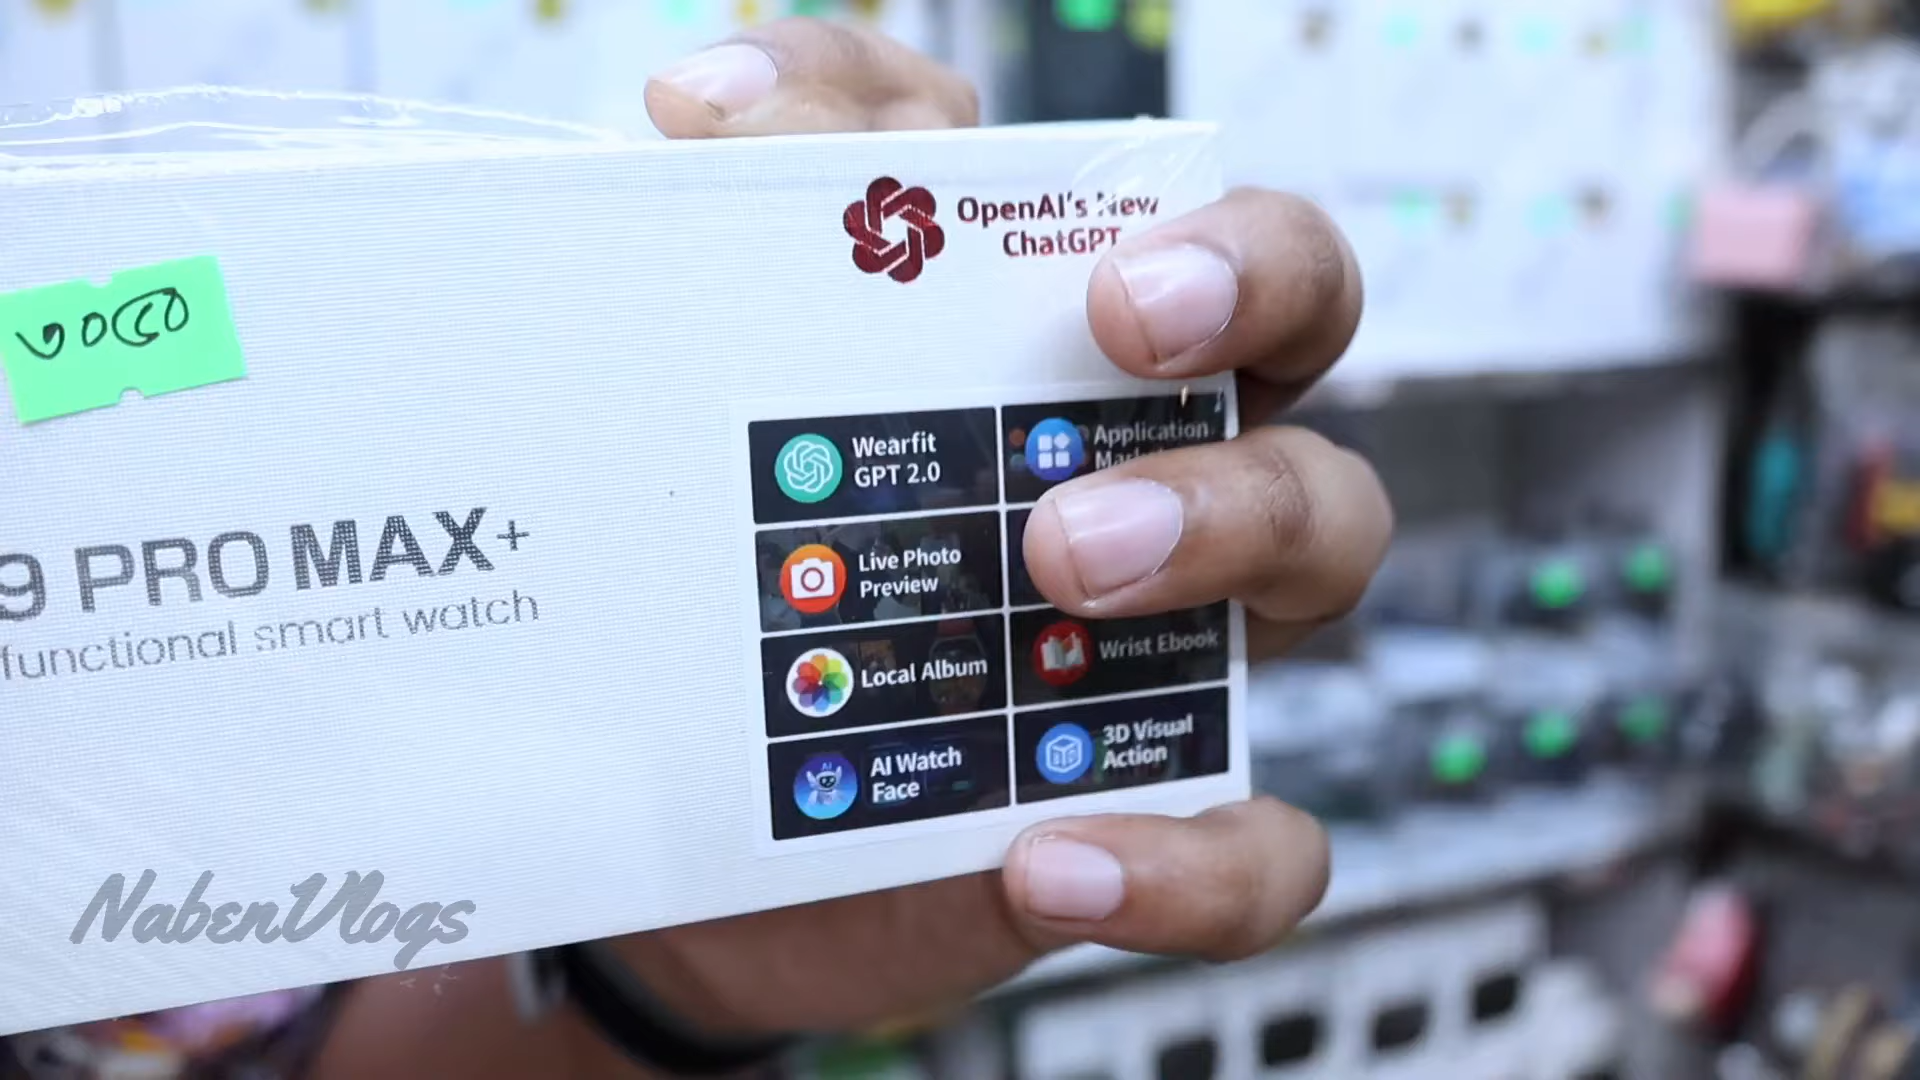 OpenAI's New
ChatGPT
9 PRO MAX+
functional smart watch
Wearfit
GPT 2.0
Application
Live Photo
Preview
Local Album
Wrist Ebook
AI Watch
Face
3D Visual
Action
NabenVlogs